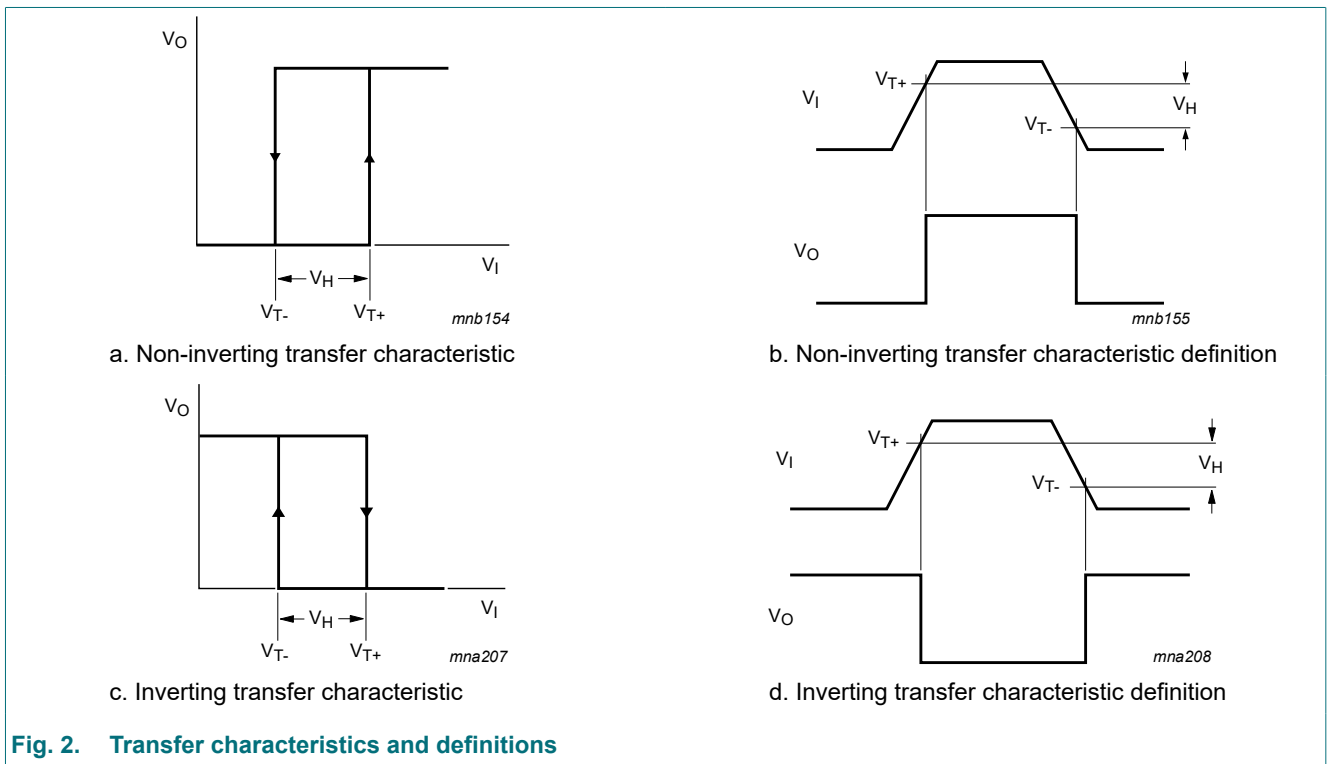 VO
VH
VI
VT-
VT+
mnb154
a. Non-inverting transfer characteristic
VT+
VI
VH
VT-
VO
mnb155
b. Non-inverting transfer characteristic definition
VO
VH
VI
VT-
VT+
mna207
c. Inverting transfer characteristic
VT+
VI
VH
VT-
VO
mna208
d. Inverting transfer characteristic definition
Fig. 2. Transfer characteristics and definitions